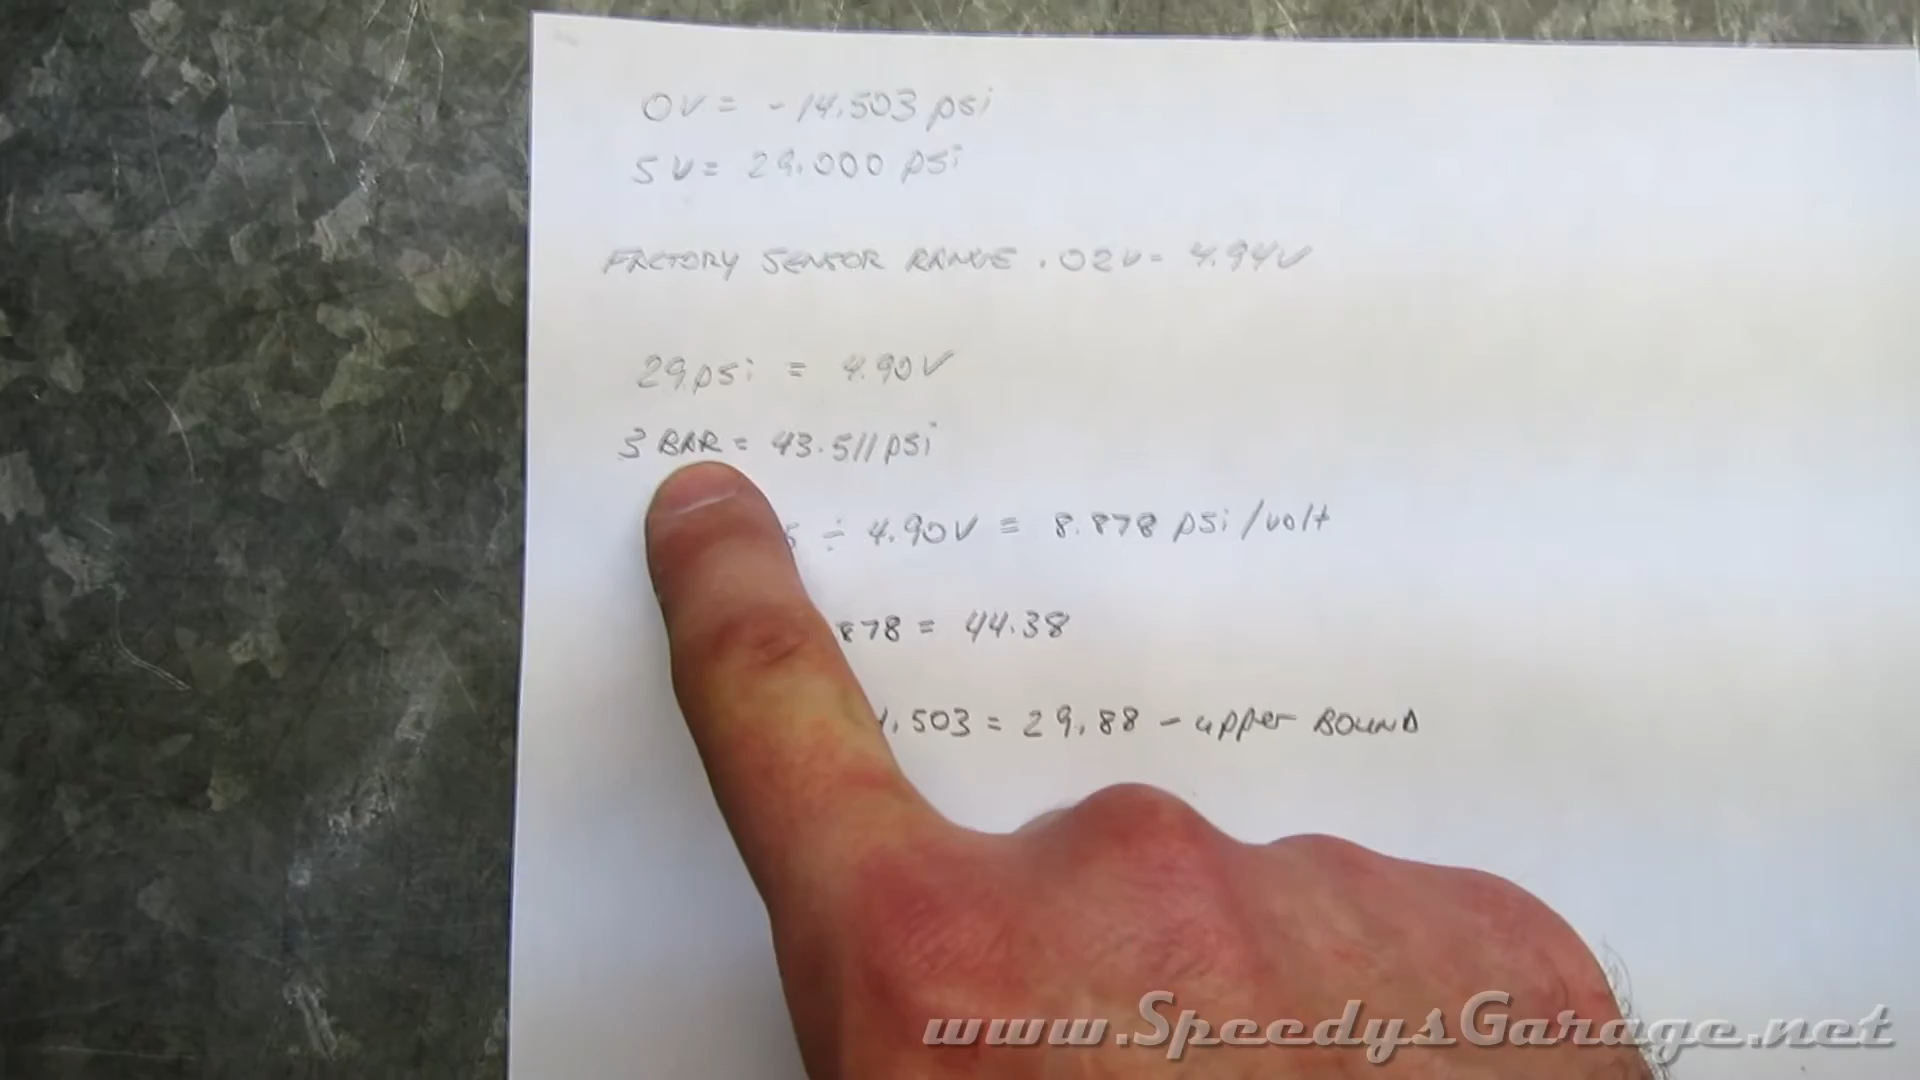 0V = -14.503 psi
5V = 29.000 psi
FACTORY SENSOR RANGE .02V- 4.94V
29psi = 4.90V
3 BAR = 43.511 psi
÷ 4.90V = 8.878 psi/volt
878 = 44.38
.503 = 29.88 - upper BOUND
www.SpeedysGarage.net